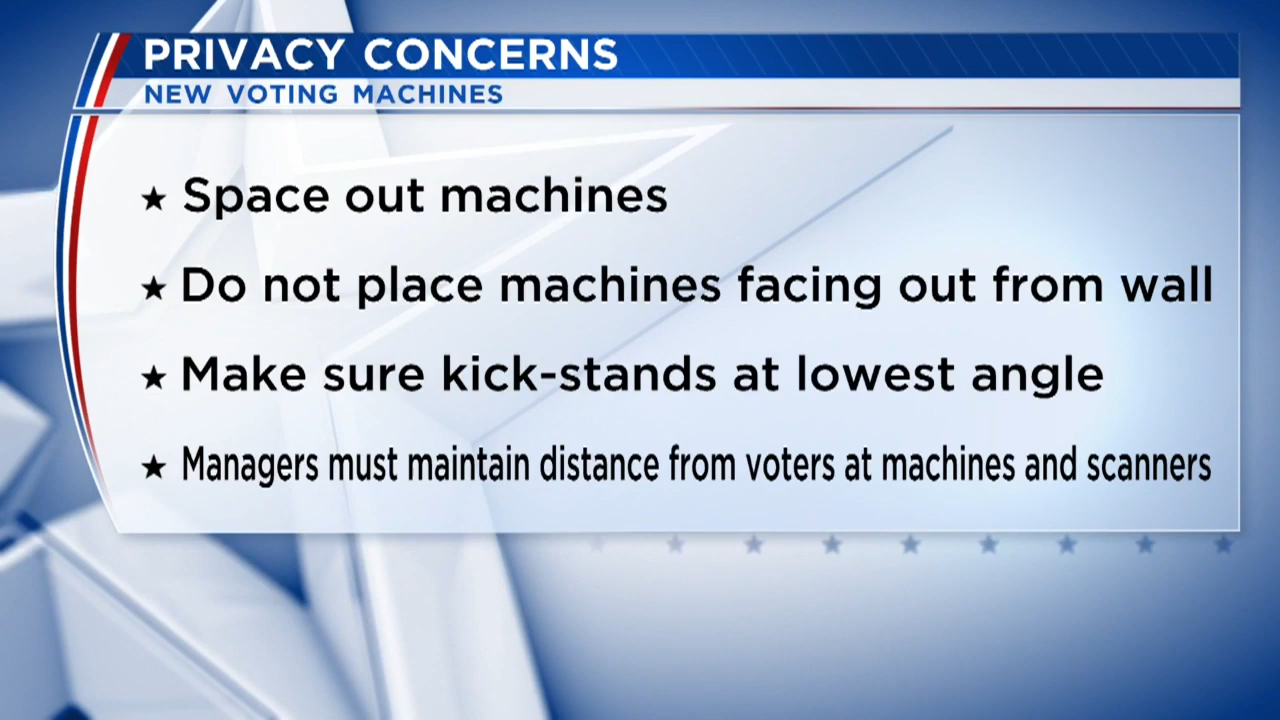 PRIVACY CONCERNS
NEW VOTING MACHINES
★ Space out machines
★ Do not place machines facing out from wall
★ Make sure kick-stands at lowest angle
★ Managers must maintain distance from voters at machines and scanners